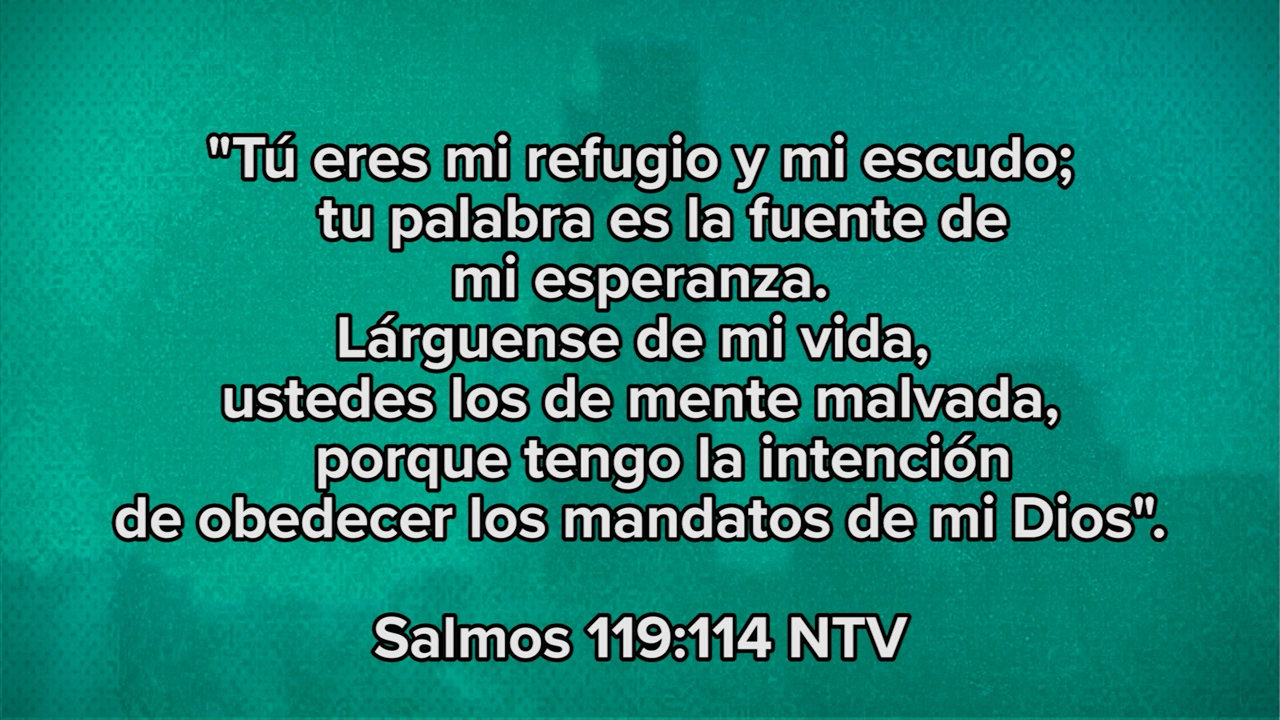 "Tú eres mi refugio y mi escudo;
tu palabra es la fuente de
mi esperanza.
Lárguense de mi vida,
ustedes los de mente malvada,
porque tengo la intención
de obedecer los mandatos de mi Dios".
Salmos 119:114 NTV